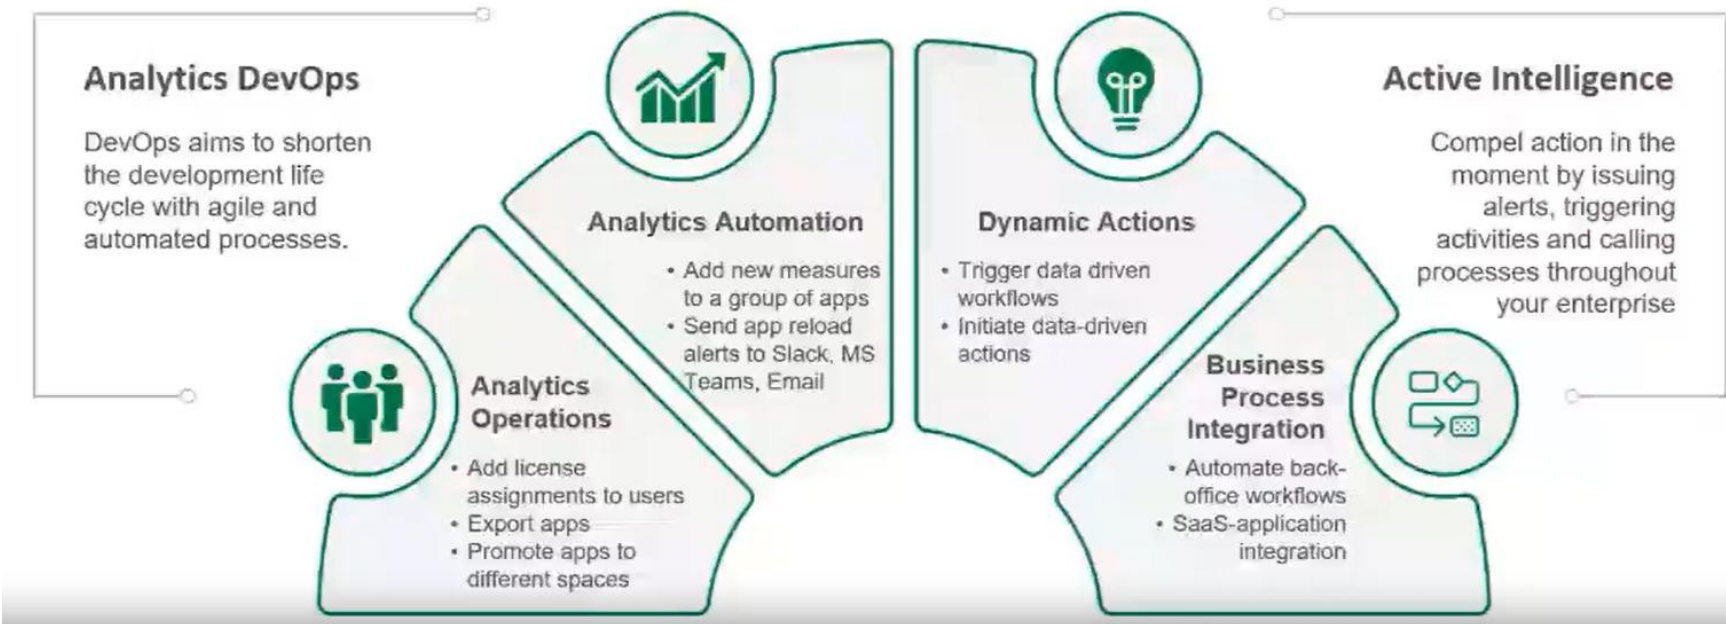 Analytics DevOps
DevOps aims to shorten
the development life
cycle with agile and
automated processes.
Analytics
Operations
• Add license
assignments to users
• Export apps
• Promote apps to
different spaces
Analytics Automation
• Add new measures
to a group of apps
• Send app reload
alerts to Slack, MS
Teams, Email
Dynamic Actions
• Trigger data driven
workflows
• Initiate data-driven
actions
Business
Process
Integration
• Automate back-
office workflows
• SaaS-application
integration
Active Intelligence
Compel action in the
moment by issuing
alerts, triggering
activities and calling
processes throughout
your enterprise